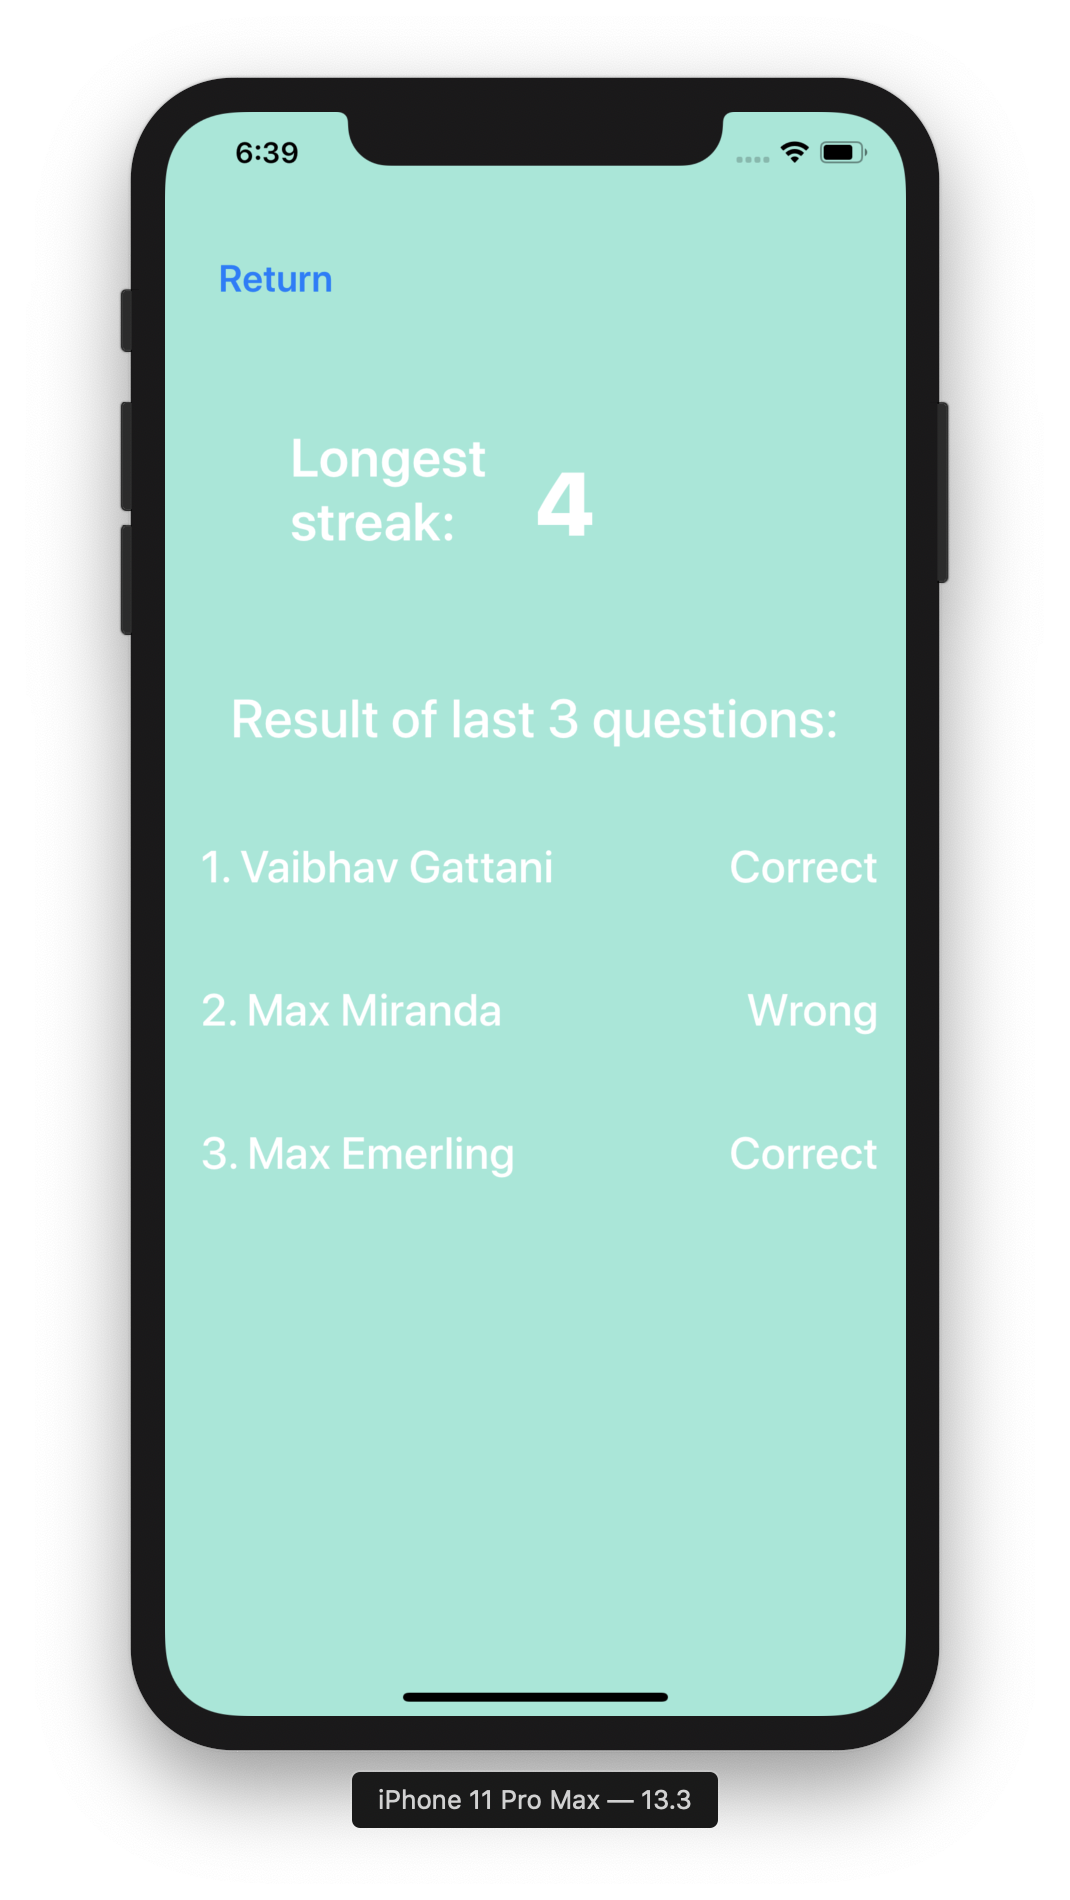 6:39
Return
Longest
streak:
4
Result of last 3 questions:
1. Vaibhav Gattani Correct
2. Max Miranda Wrong
3. Max Emerling Correct
iPhone 11 Pro Max — 13.3